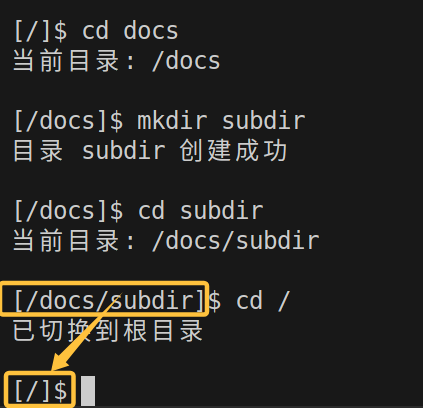 [/]$ cd docs
当前目录: /docs
[/docs]$ mkdir subdir
目录 subdir 创建成功
[/docs]$ cd subdir
当前目录: /docs/subdir
[/docs/subdir]$ cd /
已切换到根目录
[/]$